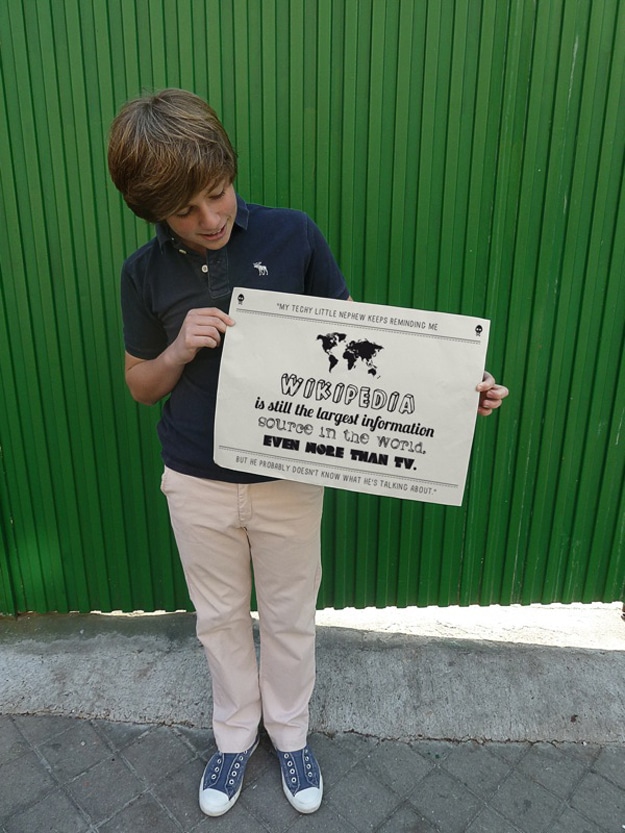 "MY TECHY LITTLE NEPHEW KEEPS REMINDING ME
WIKIPEDIA
is still the largest information
source in the world,
EVEN MORE THAN TV.
BUT HE PROBABLY DOESN'T KNOW WHAT HE'S TALKING ABOUT."